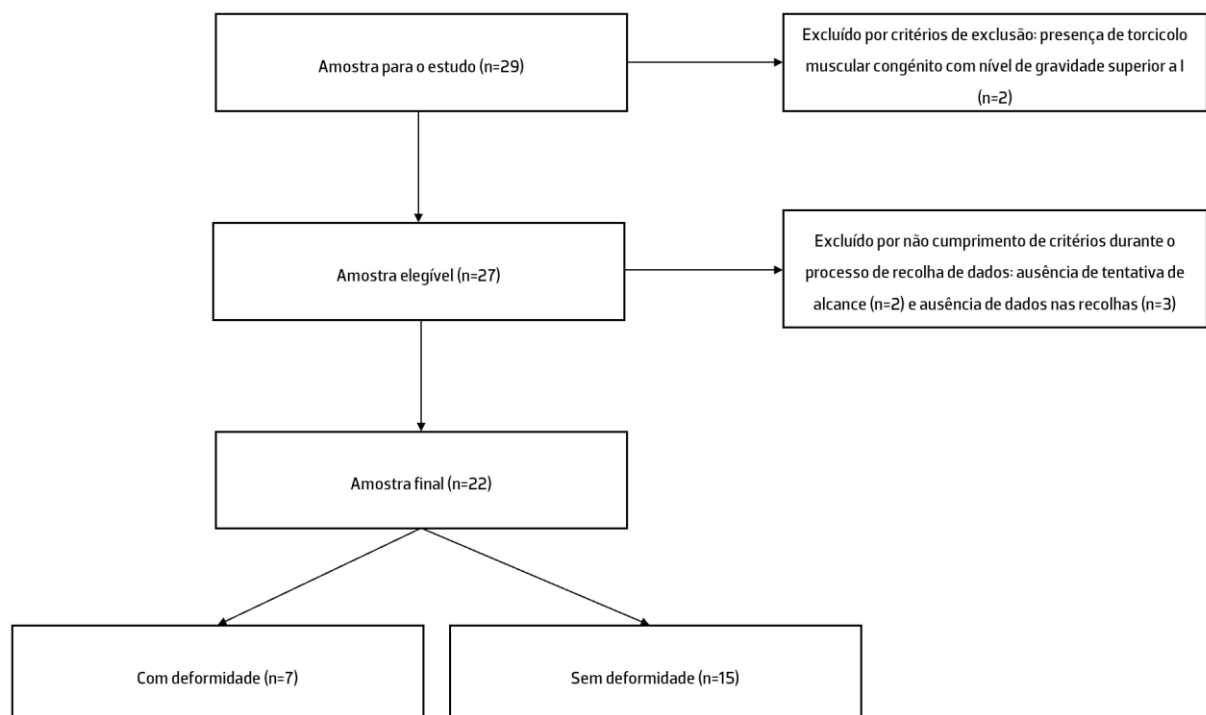 Amostra para o estudo (n=29)
Excluído por critérios de exclusão: presença de torcicolo
muscular congénito com nível de gravidade superior a I
(n=2)
Amostra elegível (n=27)
Excluído por não cumprimento de critérios durante o
processo de recolha de dados: ausência de tentativa de
alcance (n=2) e ausência de dados nas recolhas (n=3)
Amostra final (n=22)
Com deformidade (n=7)
Sem deformidade (n=15)